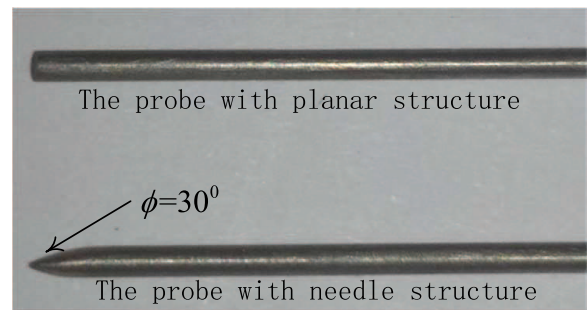 The probe with planar structure
ϕ=30⁰
The probe with needle structure